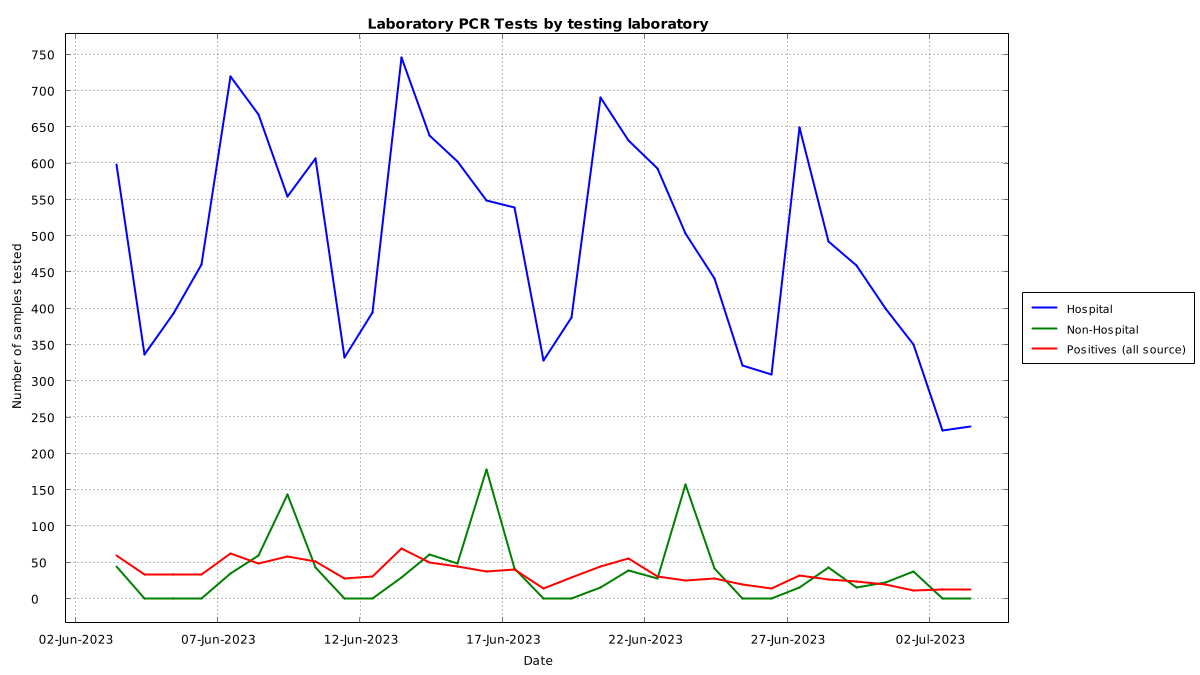 Laboratory PCR Tests by testing laboratory
750
700
650
600
550
500
450
400
350
300
250
200
150
100
50
0
Number of samples tested
02-Jun-2023
07-Jun-2023
12-Jun-2023
17-Jun-2023
22-Jun-2023
27-Jun-2023
02-Jul-2023
Date
Hospital
Non-Hospital
Positives (all source)